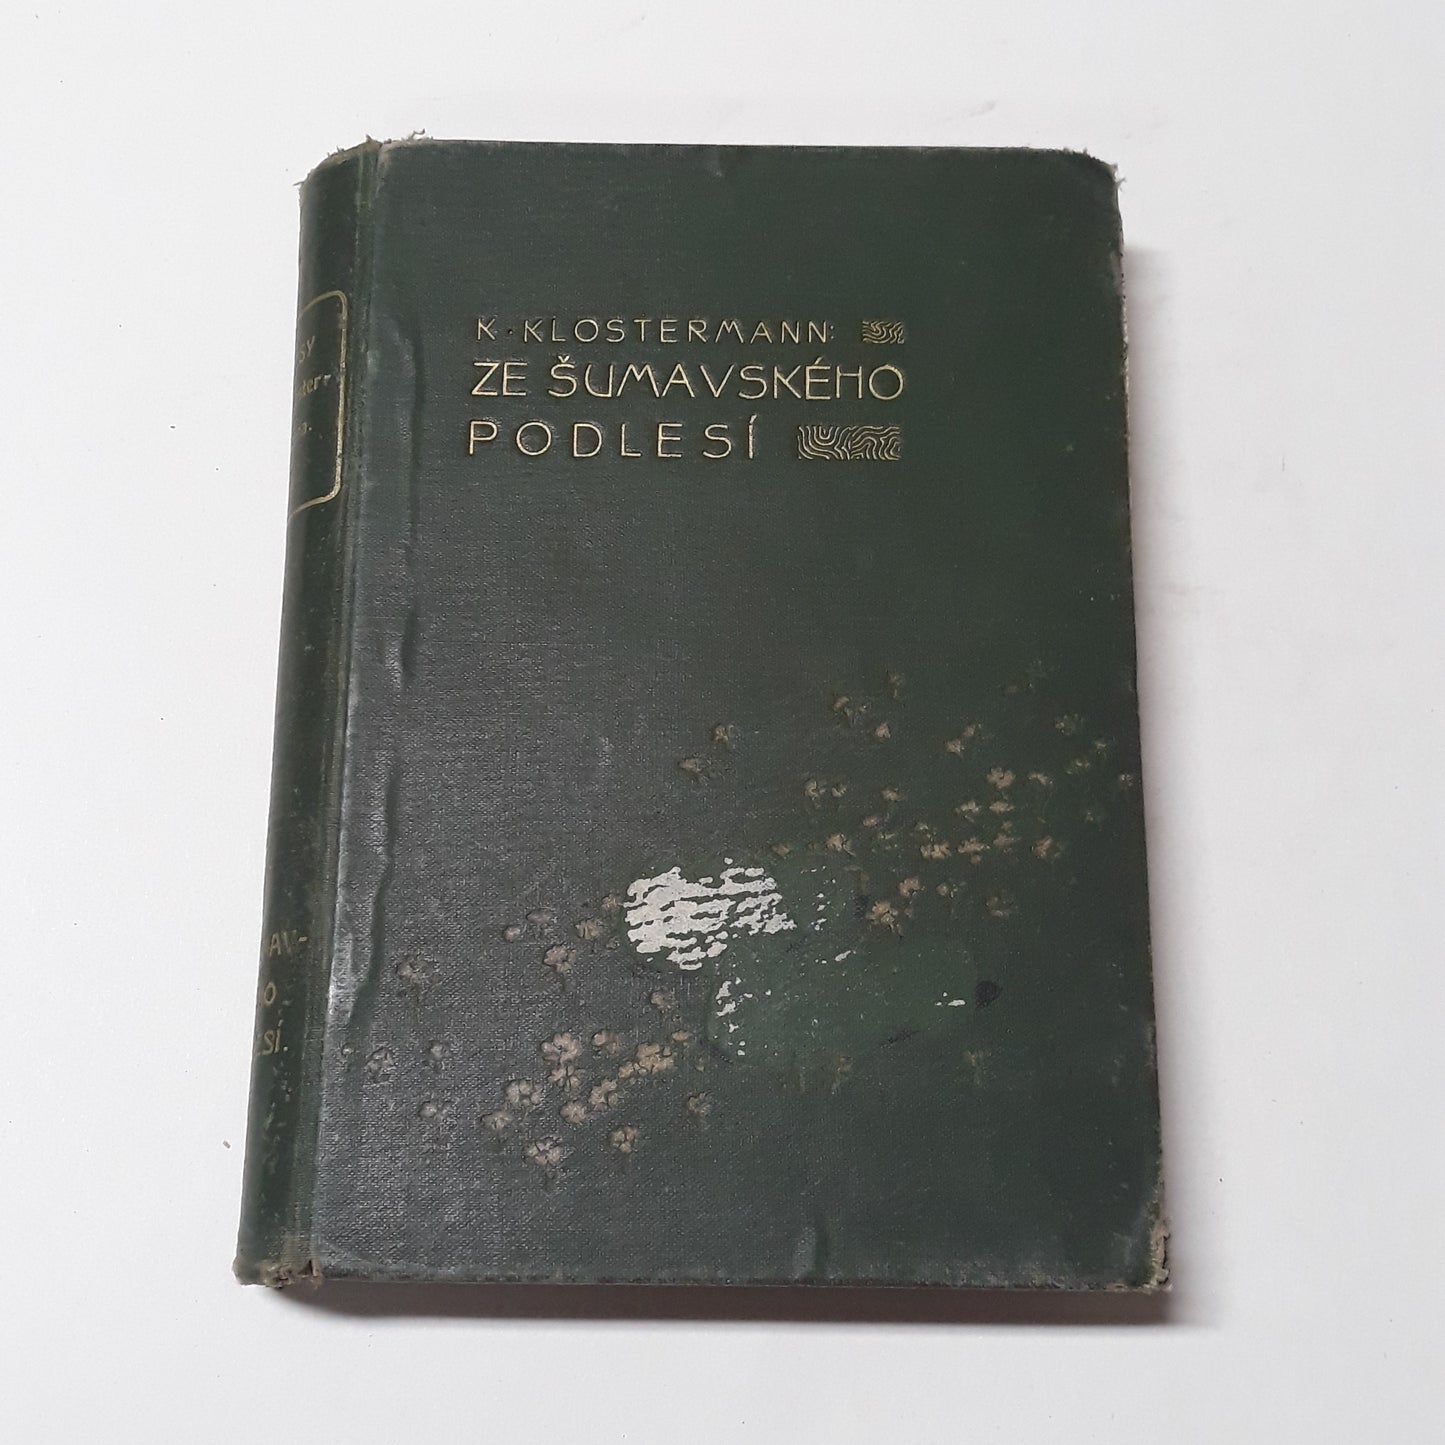 K. KLOSTERMANN:
ZE ŠUMAVSKÉHO
PODLESÍ